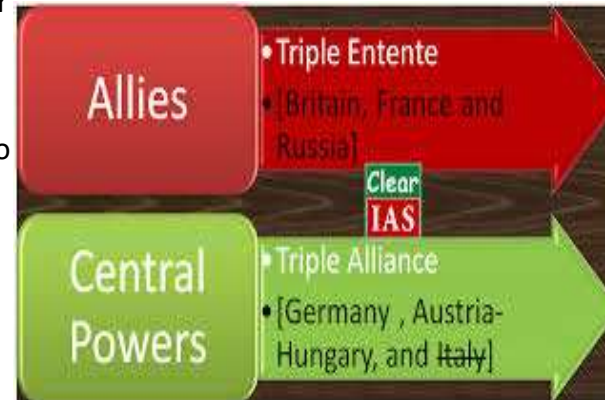 r
o
Allies
• Triple Entente
• [Britain, France and
Russia]
Clear
IAS
Central
Powers
• Triple Alliance
• [Germany , Austria-
Hungary, and Italy]